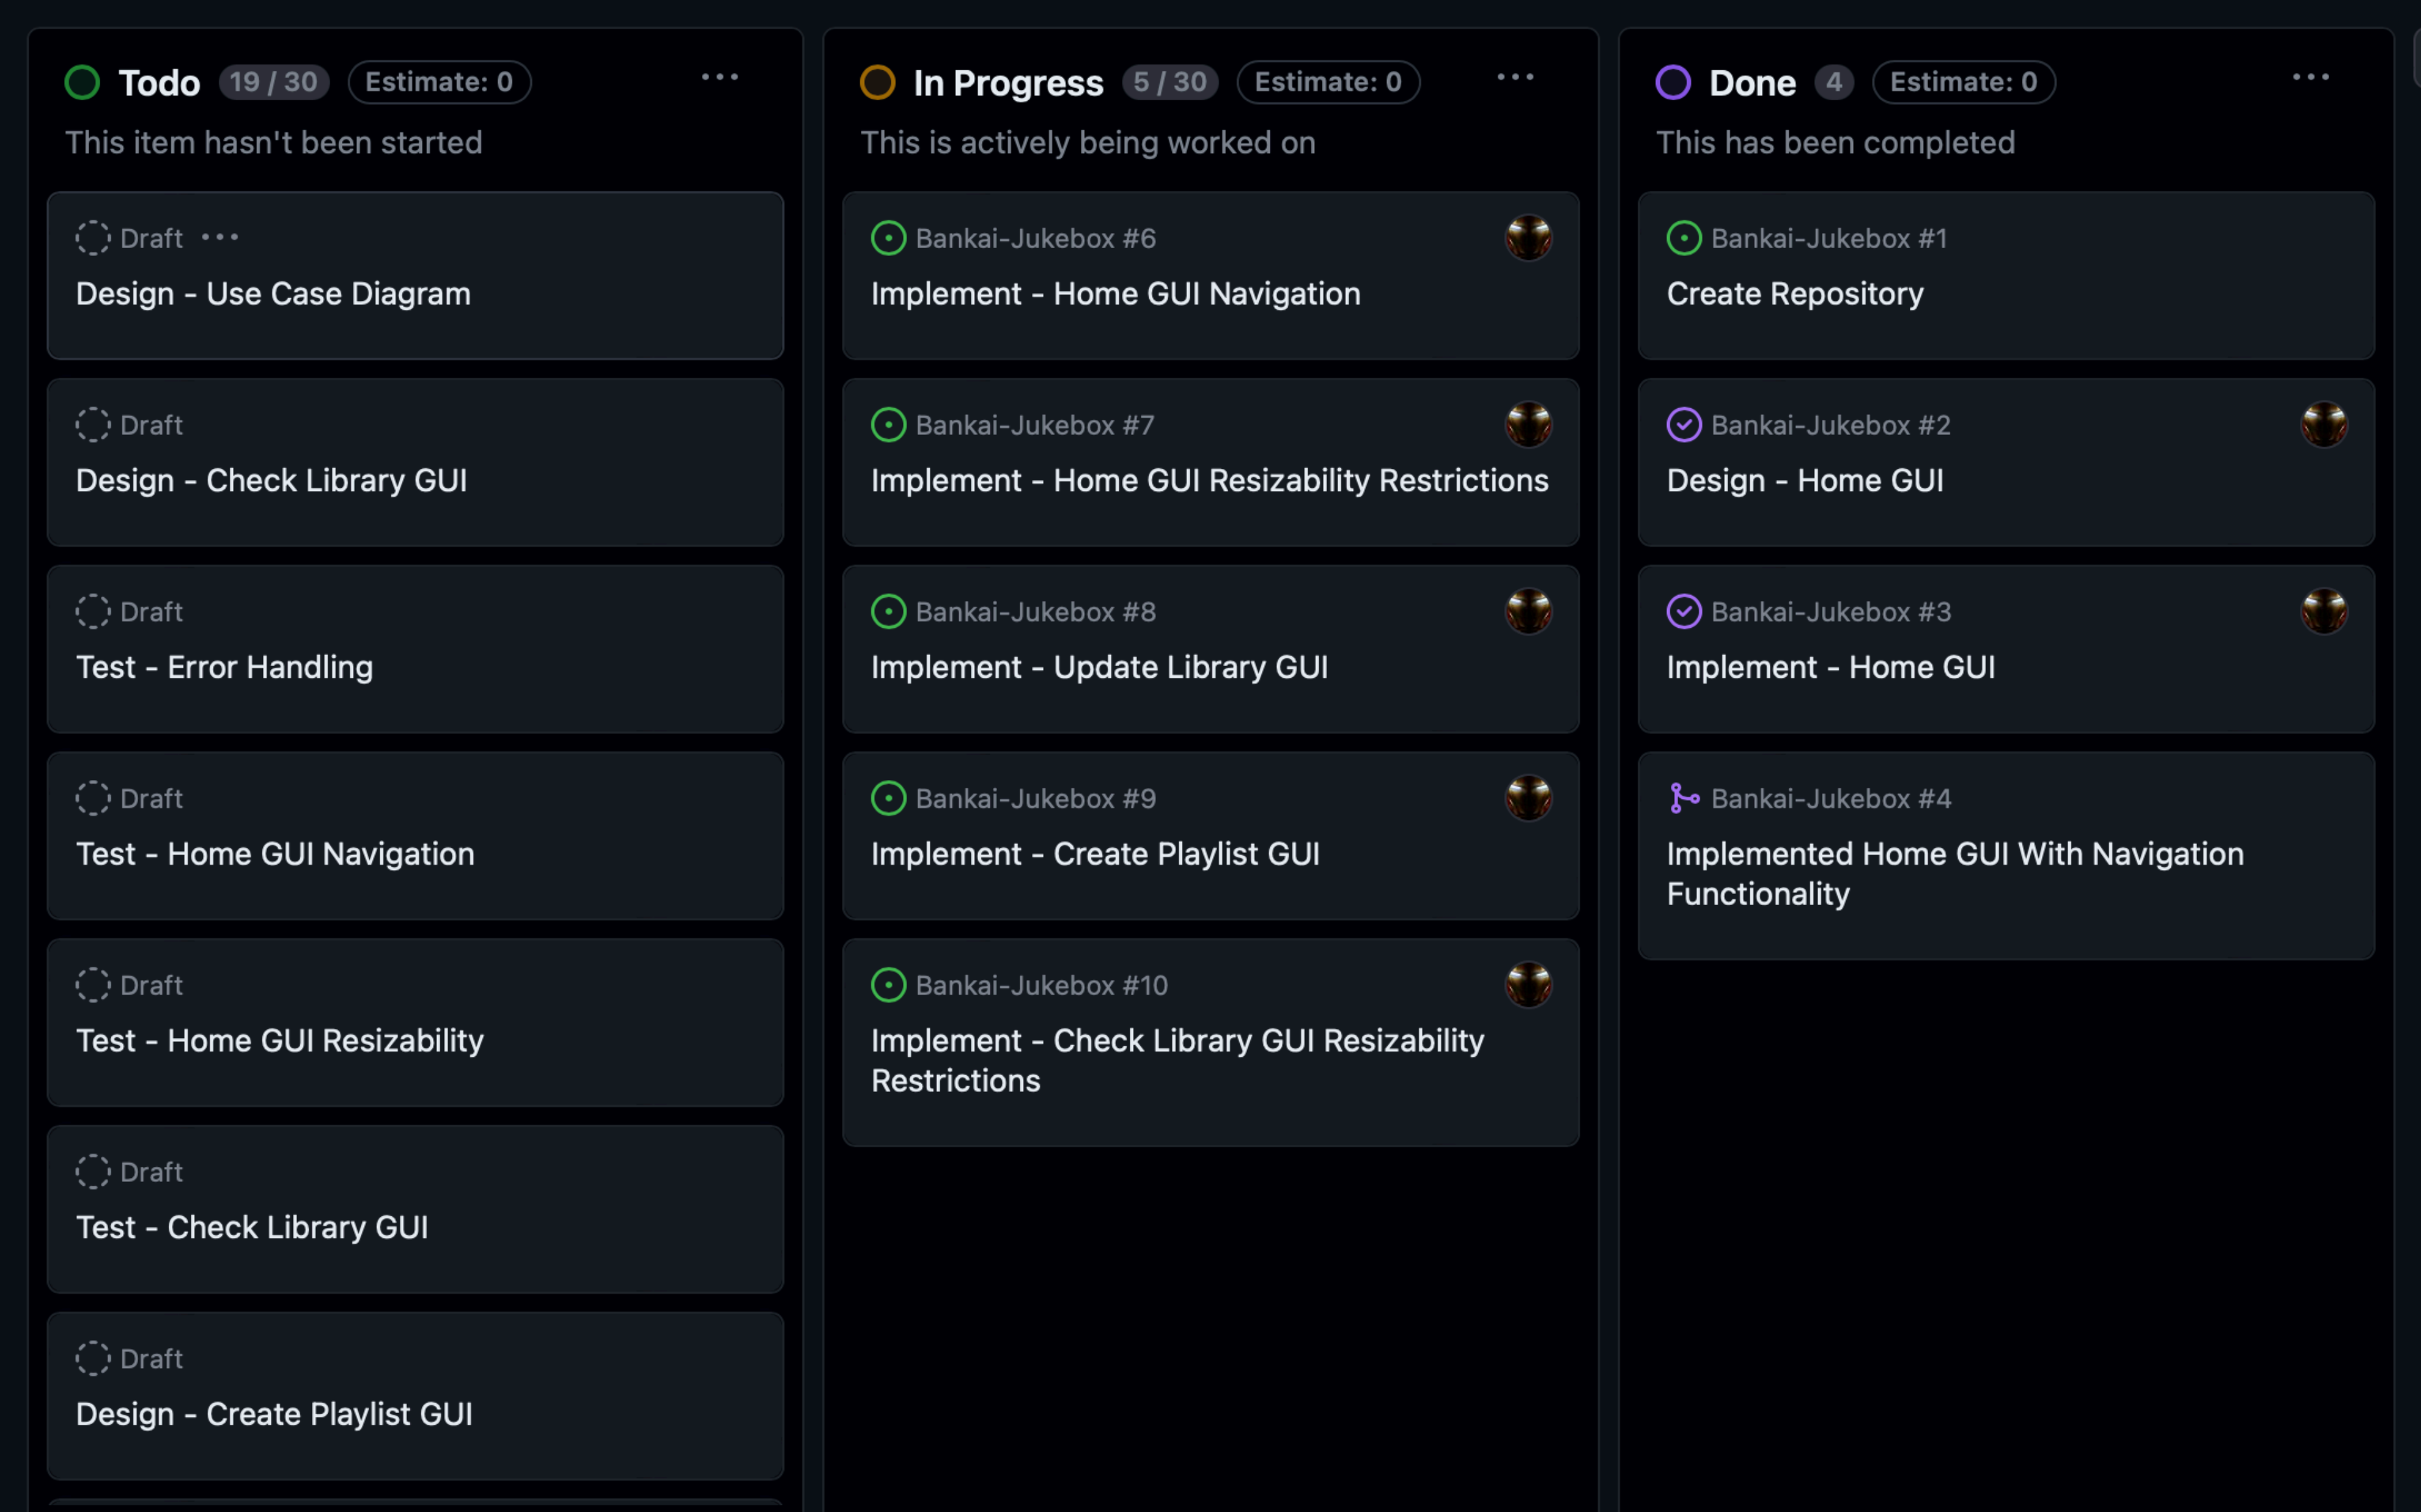 Todo 19 / 30 Estimate: 0
This item hasn't been started
Draft
Design - Use Case Diagram
Draft
Design - Check Library GUI
Draft
Test - Error Handling
Draft
Test - Home GUI Navigation
Draft
Test - Home GUI Resizability
Draft
Test - Check Library GUI
Draft
Design - Create Playlist GUI
In Progress 5 / 30 Estimate: 0
This is actively being worked on
Bankai-Jukebox #6
Implement - Home GUI Navigation
Bankai-Jukebox #7
Implement - Home GUI Resizability Restrictions
Bankai-Jukebox #8
Implement - Update Library GUI
Bankai-Jukebox #9
Implement - Create Playlist GUI
Bankai-Jukebox #10
Implement - Check Library GUI Resizability
Restrictions
Done 4 Estimate: 0
This has been completed
Bankai-Jukebox #1
Create Repository
Bankai-Jukebox #2
Design - Home GUI
Bankai-Jukebox #3
Implement - Home GUI
Bankai-Jukebox #4
Implemented Home GUI With Navigation
Functionality